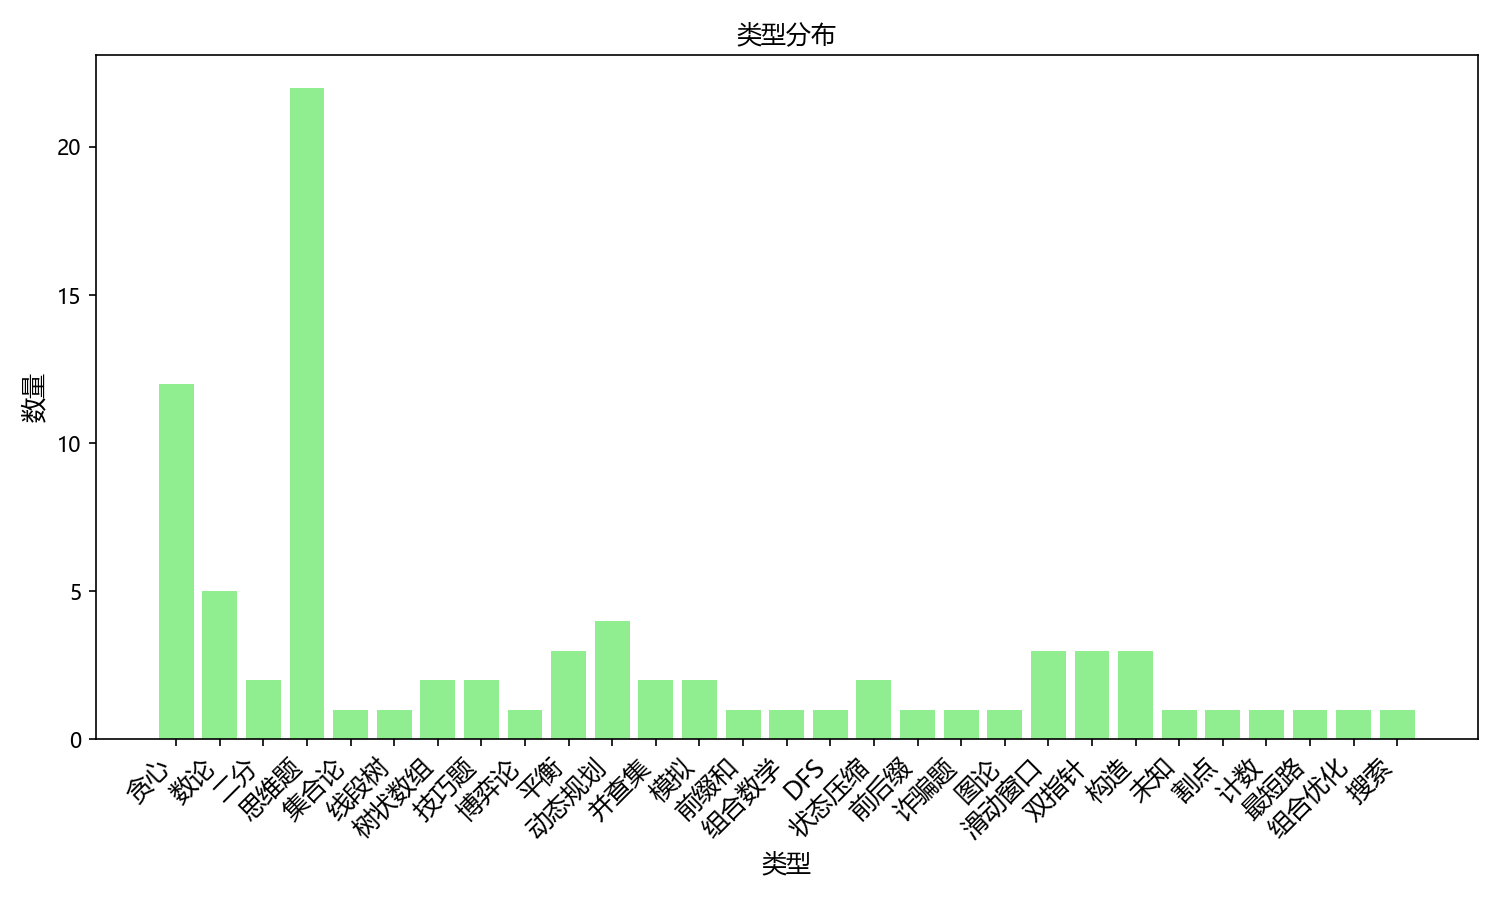 类型分布
数量
20
15
10
5
0
贪心
数论
二分
思维题
集合论
线段树
树状数组
技巧题
博弈论
平衡
动态规划
并查集
模拟
前缀和
组合数学
DFS
状态压缩
前后缀
诈骗题
图论
滑动窗口
双指针
构造
未知
割点
计数
最短路
组合优化
搜索
类型